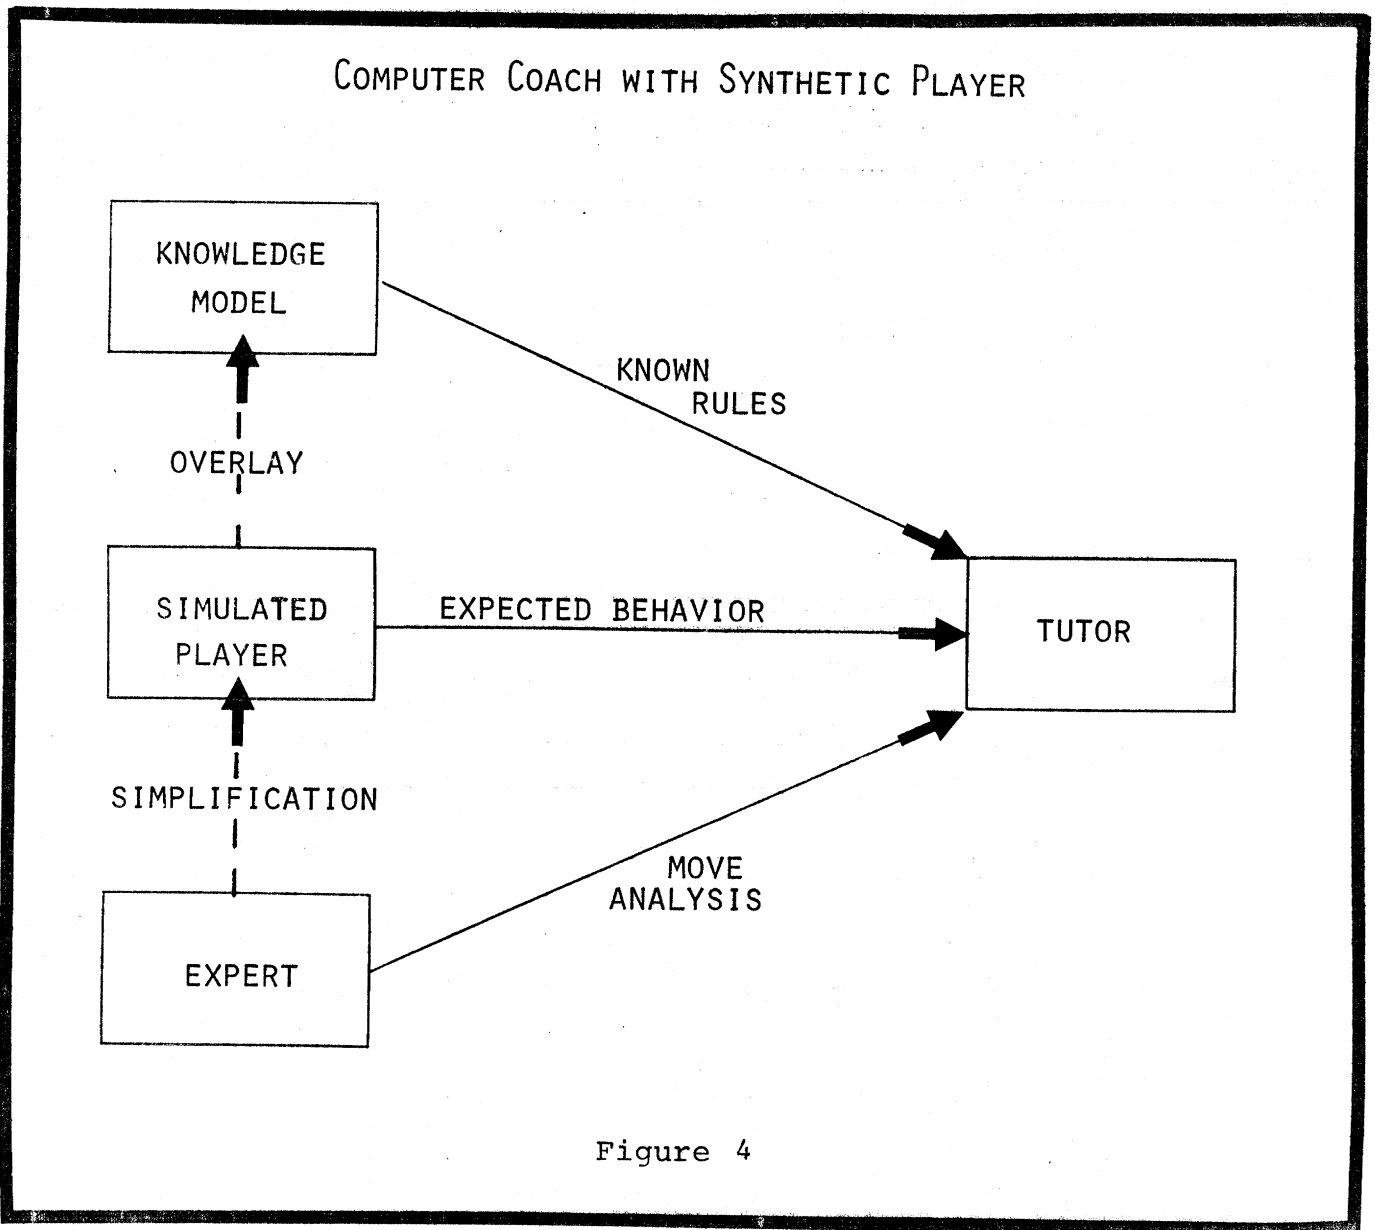 COMPUTER COACH WITH SYNTHETIC PLAYER
KNOWLEDGE
MODEL
KNOWN
RULES
OVERLAY
SIMULATED
PLAYER
EXPECTED BEHAVIOR
TUTOR
SIMPLIFICATION
MOVE
ANALYSIS
EXPERT
Figure 4